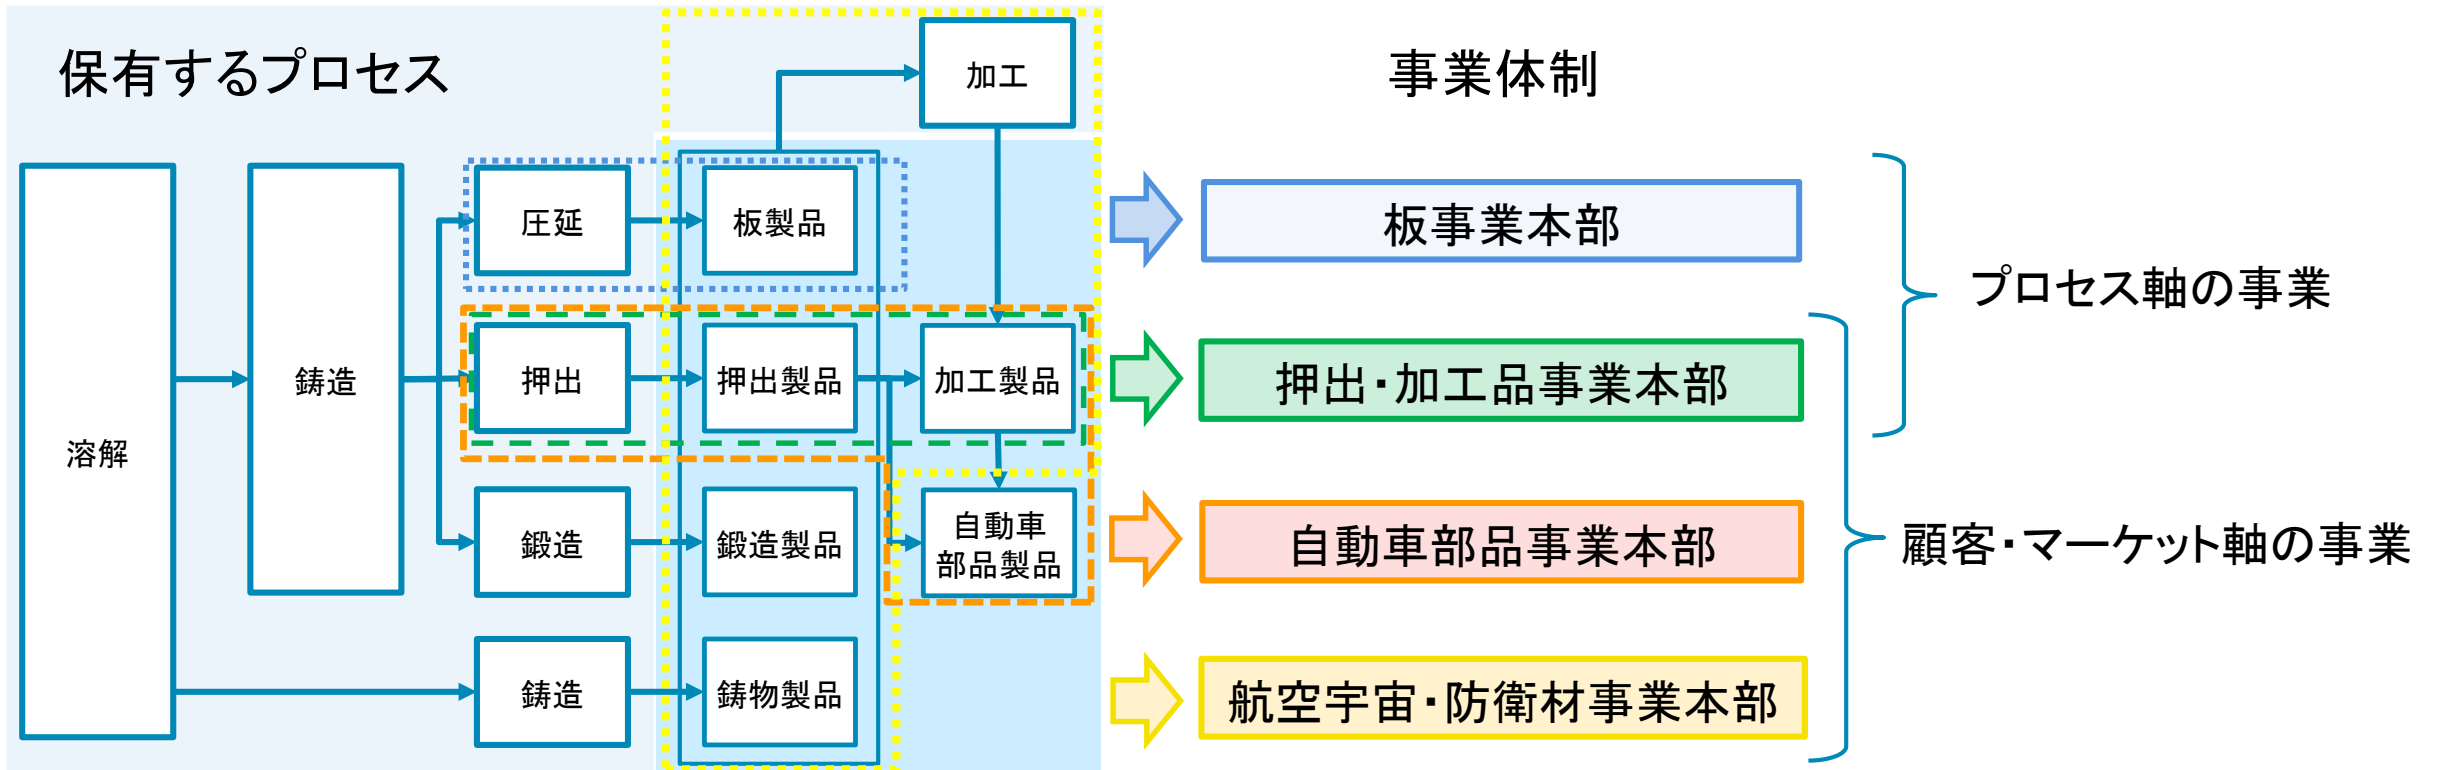 保有するプロセス
事業体制
加工
溶解
鋳造
圧延
板製品
押出
押出製品
加工製品
鍛造
鍛造製品
自動車
部品製品
鋳造
鋳物製品
板事業本部
押出・加工品事業本部
自動車部品事業本部
航空宇宙・防衛材事業本部
プロセス軸の事業
顧客・マーケット軸の事業